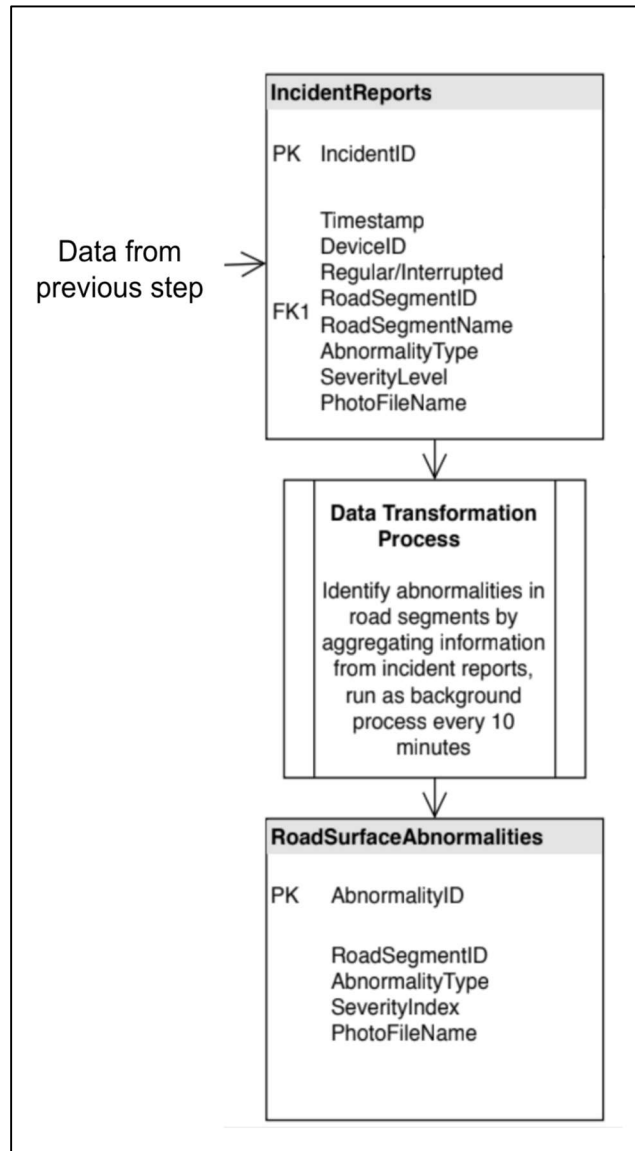 IncidentReports
PK IncidentID
Data from
previous step
Timestamp
DeviceID
Regular/Interrupted
FK1 RoadSegmentID
RoadSegmentName
AbnormalityType
SeverityLevel
PhotoFileName
Data Transformation
Process
Identify abnormalities in
road segments by
aggregating information
from incident reports,
run as background
process every 10
minutes
RoadSurfaceAbnormalities
PK AbnormalityID
RoadSegmentID
AbnormalityType
SeverityIndex
PhotoFileName